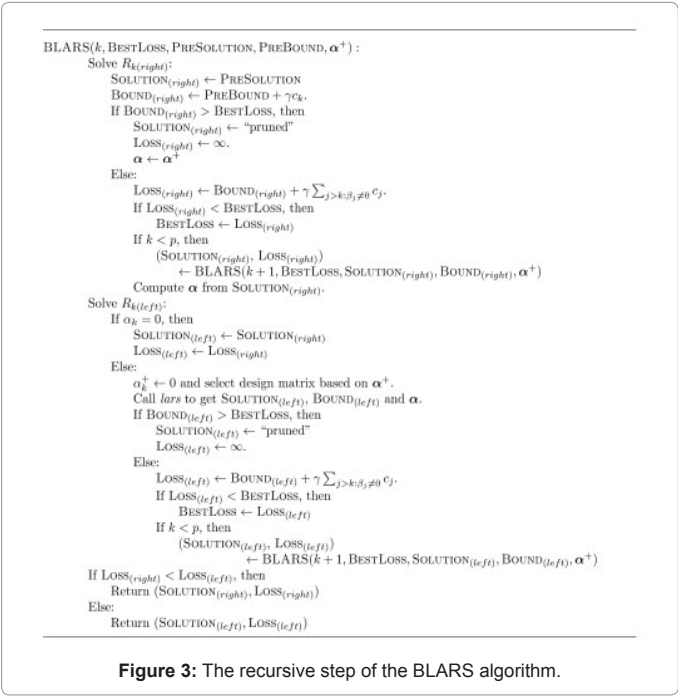 BLARS(k, BESTLOSS, PRESOLUTION, PREBOUND, α⁺) :
Solve R_{k(right)}:
SOLUTION_{(right)} ← PRESOLUTION
BOUND_{(right)} ← PREBOUND + γc_k.
If BOUND_{(right)} > BESTLOSS, then
SOLUTION_{(right)} ← “pruned”
LOSS_{(right)} ← ∞.
α ← α⁺
Else:
LOSS_{(right)} ← BOUND_{(right)} + γ ∑_{j>k:β_j≠0} c_j.
If LOSS_{(right)} < BESTLOSS, then
BESTLOSS ← LOSS_{(right)}
If k < p, then
(SOLUTION_{(right)}, LOSS_{(right)})
← BLARS(k + 1, BESTLOSS, SOLUTION_{(right)}, BOUND_{(right)}, α⁺)
Compute α from SOLUTION_{(right)}.
Solve R_{k(left)}:
If α_k = 0, then
SOLUTION_{(left)} ← SOLUTION_{(right)}
LOSS_{(left)} ← LOSS_{(right)}
Else:
α_k⁺ ← 0 and select design matrix based on α⁺.
Call lars to get SOLUTION_{(left)}, BOUND_{(left)} and α.
If BOUND_{(left)} > BESTLOSS, then
SOLUTION_{(left)} ← “pruned”
LOSS_{(left)} ← ∞.
Else:
LOSS_{(left)} ← BOUND_{(left)} + γ ∑_{j>k:β_j≠0} c_j.
If LOSS_{(left)} < BESTLOSS, then
BESTLOSS ← LOSS_{(left)}
If k < p, then
(SOLUTION_{(left)}, LOSS_{(left)})
← BLARS(k + 1, BESTLOSS, SOLUTION_{(left)}, BOUND_{(left)}, α⁺)
If LOSS_{(right)} < LOSS_{(left)}, then
Return (SOLUTION_{(right)}, LOSS_{(right)})
Else:
Return (SOLUTION_{(left)}, LOSS_{(left)})
Figure 3: The recursive step of the BLARS algorithm.